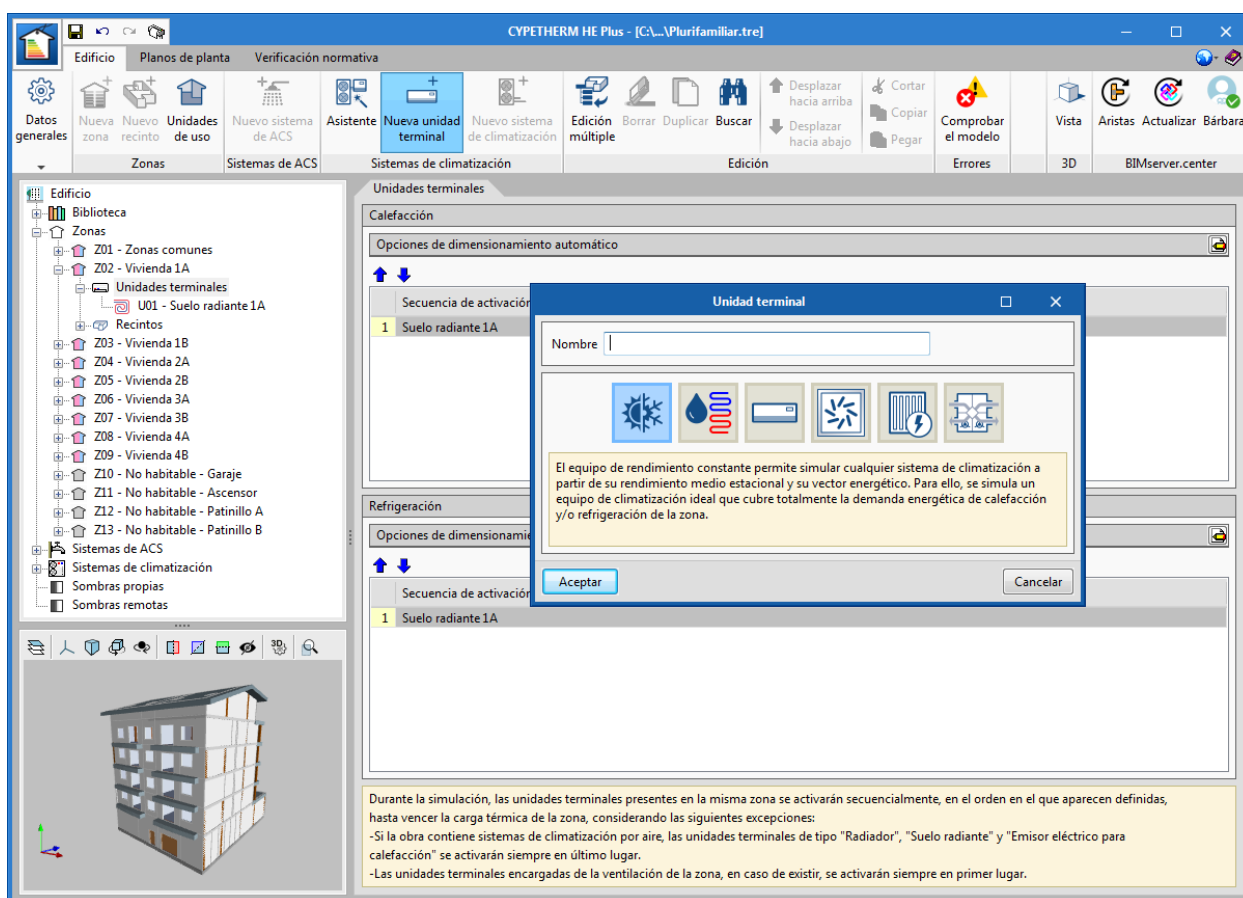 CYPETHERM HE Plus - [C:\...\Plurifamiliar.tre]
Edificio
Planos de planta
Verificación normativa
Datos generales
Nueva zona
Nuevo recinto
Unidades de uso
Nuevo sistema de ACS
Asistente
Nueva unidad terminal
Nuevo sistema de climatización
Edición múltiple
Borrar
Duplicar
Buscar
Desplazar hacia arriba
Desplazar hacia abajo
Cortar
Copiar
Pegar
Comprobar el modelo
Vista
Aristas
Actualizar
Bárbara
Zonas
Sistemas de ACS
Sistemas de climatización
Edición
Errores
3D
BIMserver.center
Edificio
Biblioteca
Zonas
Z01 - Zonas comunes
Z02 - Vivienda 1A
Unidades terminales
U01 - Suelo radiante 1A
Recintos
Z03 - Vivienda 1B
Z04 - Vivienda 2A
Z05 - Vivienda 2B
Z06 - Vivienda 3A
Z07 - Vivienda 3B
Z08 - Vivienda 4A
Z09 - Vivienda 4B
Z10 - No habitable - Garaje
Z11 - No habitable - Ascensor
Z12 - No habitable - Patinillo A
Z13 - No habitable - Patinillo B
Sistemas de ACS
Sistemas de climatización
Sombras propias
Sombras remotas
3D
Unidades terminales
Calefacción
Opciones de dimensionamiento automático
Secuencia de activación
1 Suelo radiante 1A
Refrigeración
Opciones de dimensionamie
Secuencia de activación
1 Suelo radiante 1A
Unidad terminal
Nombre
El equipo de rendimiento constante permite simular cualquier sistema de climatización a
partir de su rendimiento medio estacional y su vector energético. Para ello, se simula un
equipo de climatización ideal que cubre totalmente la demanda energética de calefacción
y/o refrigeración de la zona.
Aceptar
Cancelar
Durante la simulación, las unidades terminales presentes en la misma zona se activarán secuencialmente, en el orden en el que aparecen definidas,
hasta vencer la carga térmica de la zona, considerando las siguientes excepciones:
-Si la obra contiene sistemas de climatización por aire, las unidades terminales de tipo "Radiador", "Suelo radiante" y "Emisor eléctrico para
calefacción" se activarán siempre en último lugar.
-Las unidades terminales encargadas de la ventilación de la zona, en caso de existir, se activarán siempre en primer lugar.